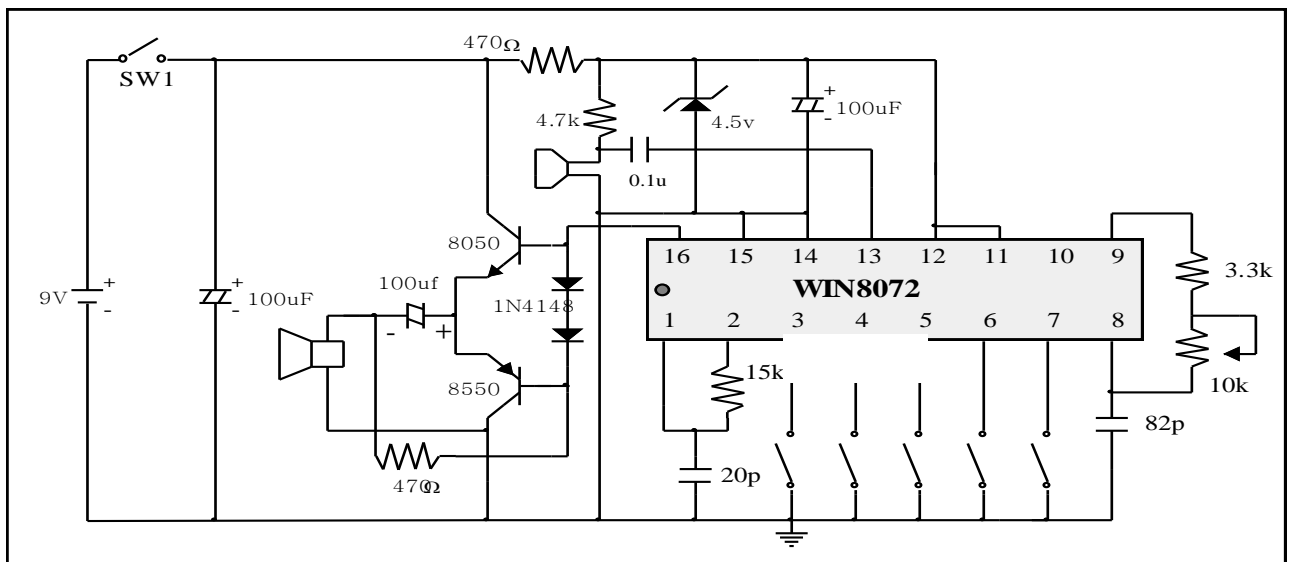 470Ω
SW1
4.7k
4.5v
+
100uF
-
0.1u
8050
16 15 14 13 12 11 10 9
3.3k
100uf
9V
+
-
+
100uF
-
1N4148
WIN8072
- +
1 2 3 4 5 6 7 8
8550
15k
10k
82p
20p
470Ω